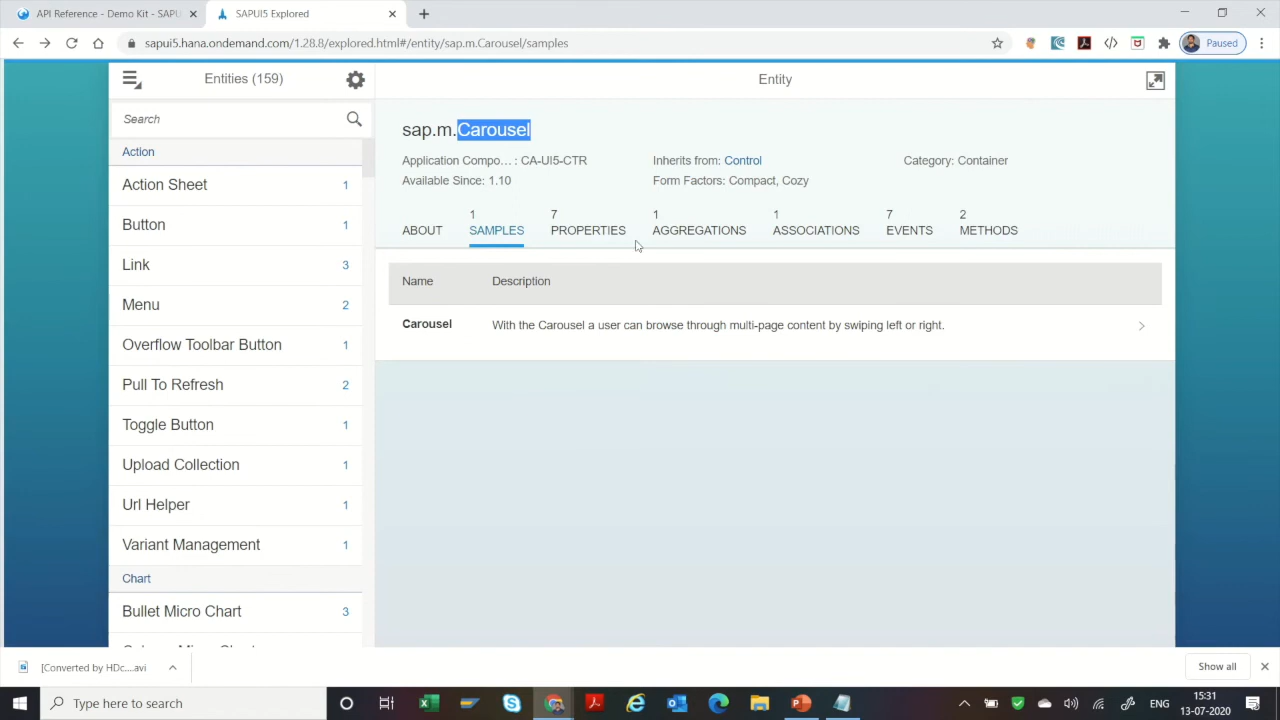 API Reference - Demo Kit - SAPU
SAPUI5 Explored
sapui5.hana.ondemand.com/1.28.8/explored.html#/entity/sap.m.Carousel/samples
Paused
Entities (159)
Entity
Search
sap.m.Carousel
Application Compo... : CA-UI5-CTR
Inherits from: Control
Category: Container
Available Since: 1.10
Form Factors: Compact, Cozy
ABOUT
1
SAMPLES
7
PROPERTIES
1
AGGREGATIONS
1
ASSOCIATIONS
7
EVENTS
2
METHODS
Name Description
Carousel With the Carousel a user can browse through multi-page content by swiping left or right.
Action
Action Sheet 1
Button 1
Link 3
Menu 2
Overflow Toolbar Button 1
Pull To Refresh 2
Toggle Button 1
Upload Collection 1
Url Helper 1
Variant Management 1
Chart
Bullet Micro Chart 3
[Converted by HDc....avi
Show all
Type here to search
ENG
15:31
13-07-2020